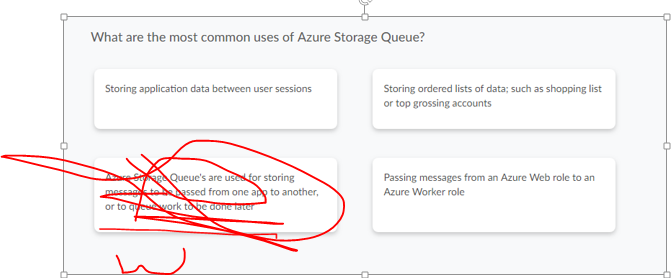 What are the most common uses of Azure Storage Queue?
Storing application data between user sessions
Storing ordered lists of data; such as shopping list
or top grossing accounts
Azure Storage Queue's are used for storing
messages to be passed from one app to another,
or to queue work to be done later
Passing messages from an Azure Web role to an
Azure Worker role